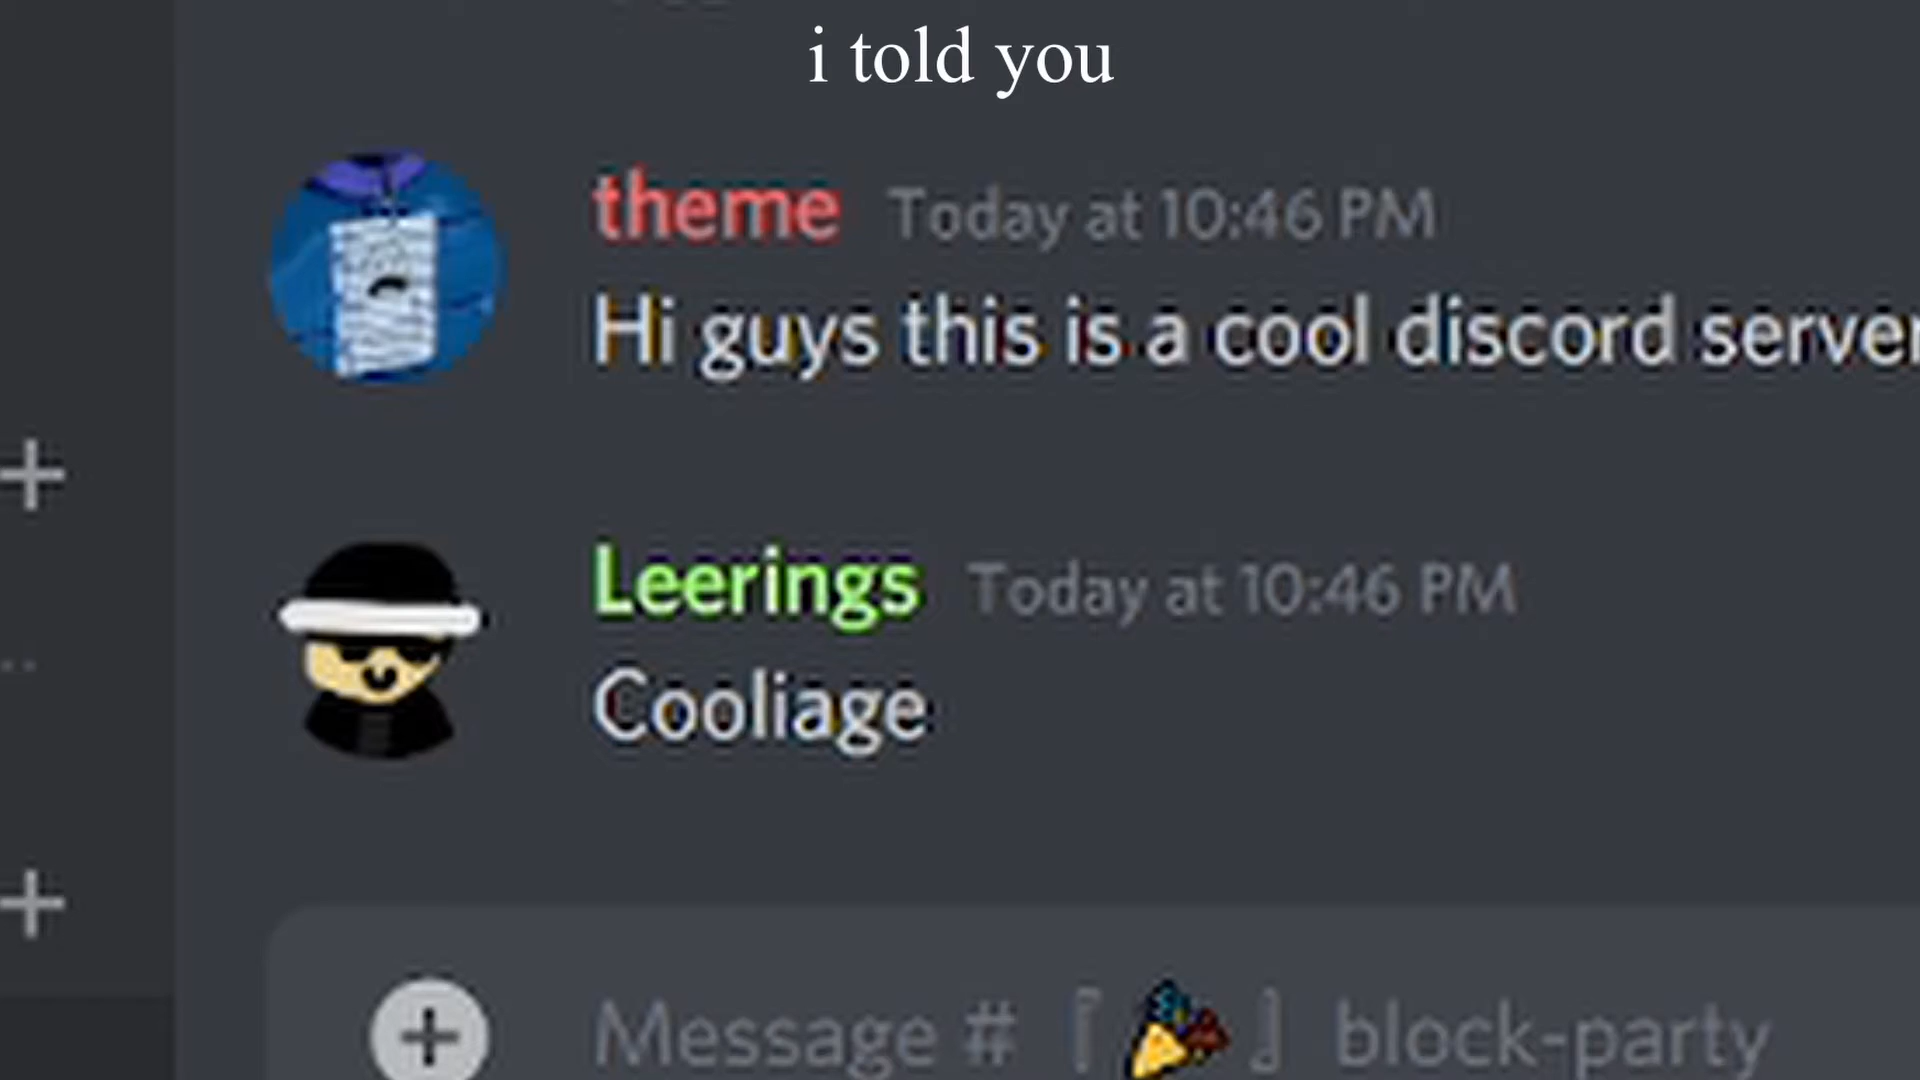 i told you
theme Today at 10:46 PM
Hi guys this is a cool discord server
Leerings Today at 10:46 PM
Cooliage
Message # 『🎉』 block-party